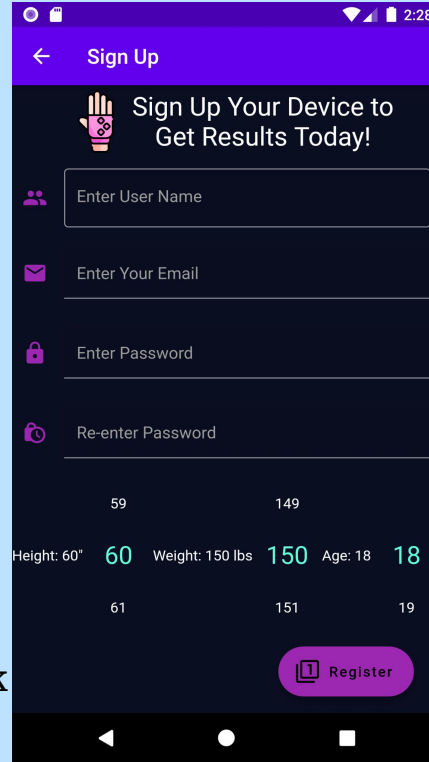 2:28
Sign Up
Sign Up Your Device to
Get Results Today!
Enter User Name
Enter Your Email
Enter Password
Re-enter Password
59 149
Height: 60" 60 Weight: 150 lbs 150 Age: 18 18
61 151 19
1 Register